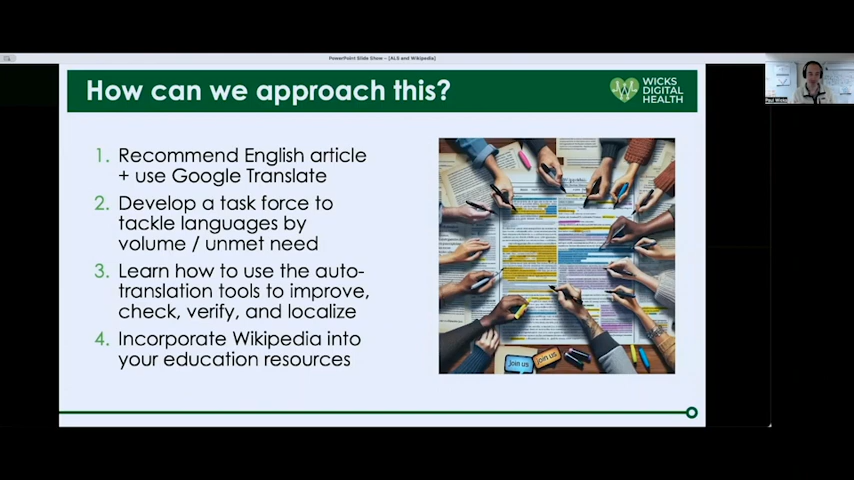 PowerPoint Slide Show - [ALS and Wikipedia]
How can we approach this?
WICKS
DIGITAL
HEALTH
1. Recommend English article
+ use Google Translate
2. Develop a task force to
tackle languages by
volume / unmet need
3. Learn how to use the auto-
translation tools to improve,
check, verify, and localize
4. Incorporate Wikipedia into
your education resources
Join us
Join us
Paul Wicks